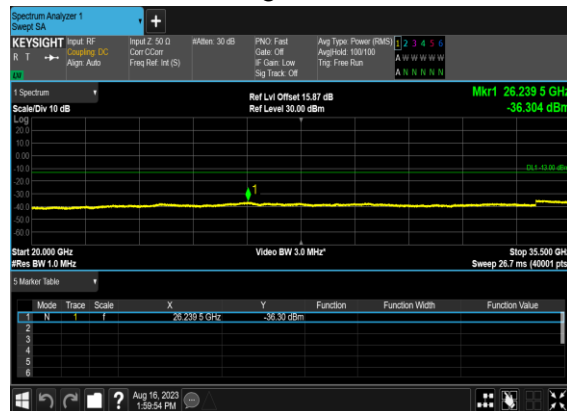 Spectrum Analyzer 1
Swept SA
+
KEYSIGHT Input: RF Input Z: 50 Ω #Atten: 30 dB PNO: Fast Avg Type: Power (RMS) 1 2 3 4 5 6
R T Coupling: DC Corr CCorr Gate: Off Avg|Hold: 100/100 A W W W W W
Align: Auto Freq Ref: Int (S) IF Gain: Low Trig: Free Run
Sig Track: Off A N N N N N
1 Spectrum
Ref Lvl Offset 15.87 dB Mkr1 26.239 5 GHz
Scale/Div 10 dB Ref Level 30.00 dBm -36.304 dBm
Log
20.0
10.0
0.00
-10.0
DL1 -13.00 dBm
-20.0
1
-30.0
-40.0
-50.0
-60.0
Start 20.000 GHz Video BW 3.0 MHz* Stop 35.500 GHz
#Res BW 1.0 MHz Sweep 26.7 ms (40001 pts)
5 Marker Table
Mode Trace Scale X Y Function Function Width Function Value
1 N 1 f 26.239 5 GHz -36.30 dBm
2
3
4
5
6
? Aug 16, 2023
1:59:54 PM